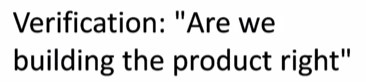 Verification: "Are we
building the product right"